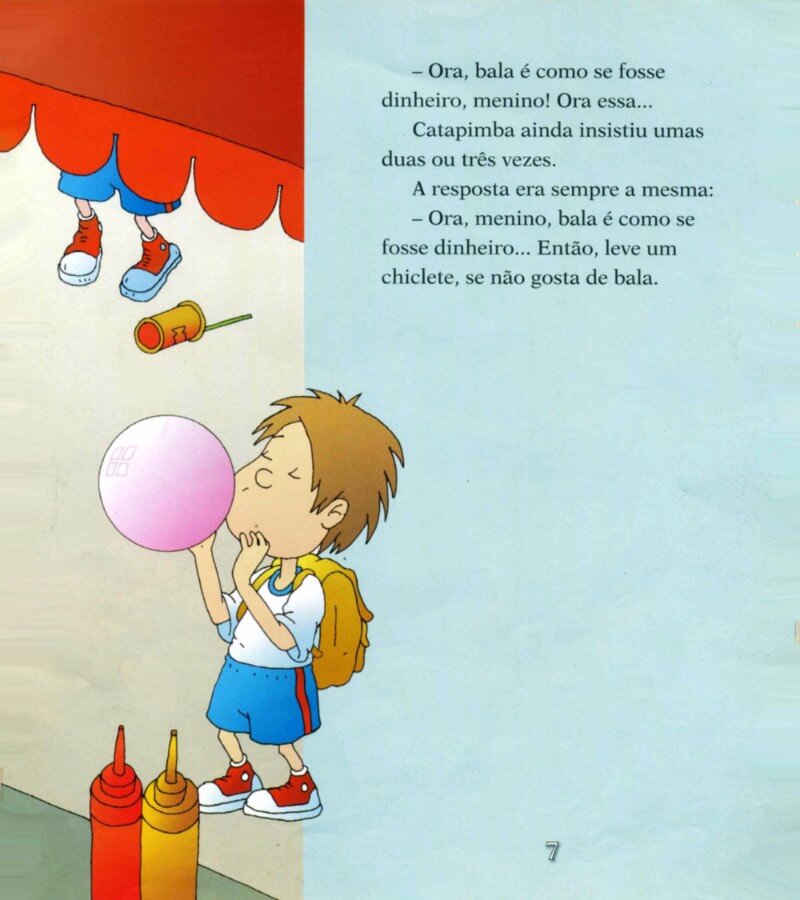 – Ora, bala é como se fosse
dinheiro, menino! Ora essa...
Catapimba ainda insistiu umas
duas ou três vezes.
A resposta era sempre a mesma:
– Ora, menino, bala é como se
fosse dinheiro... Então, leve um
chiclete, se não gosta de bala.
7